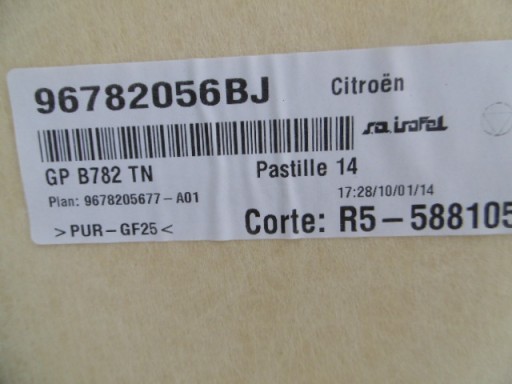 96782056BJ Citroën
GP B782 TN Pastille 14
Plan: 9678205677-A01 17:28/10/01/14
>PUR-GF25< Corte: R5-588105